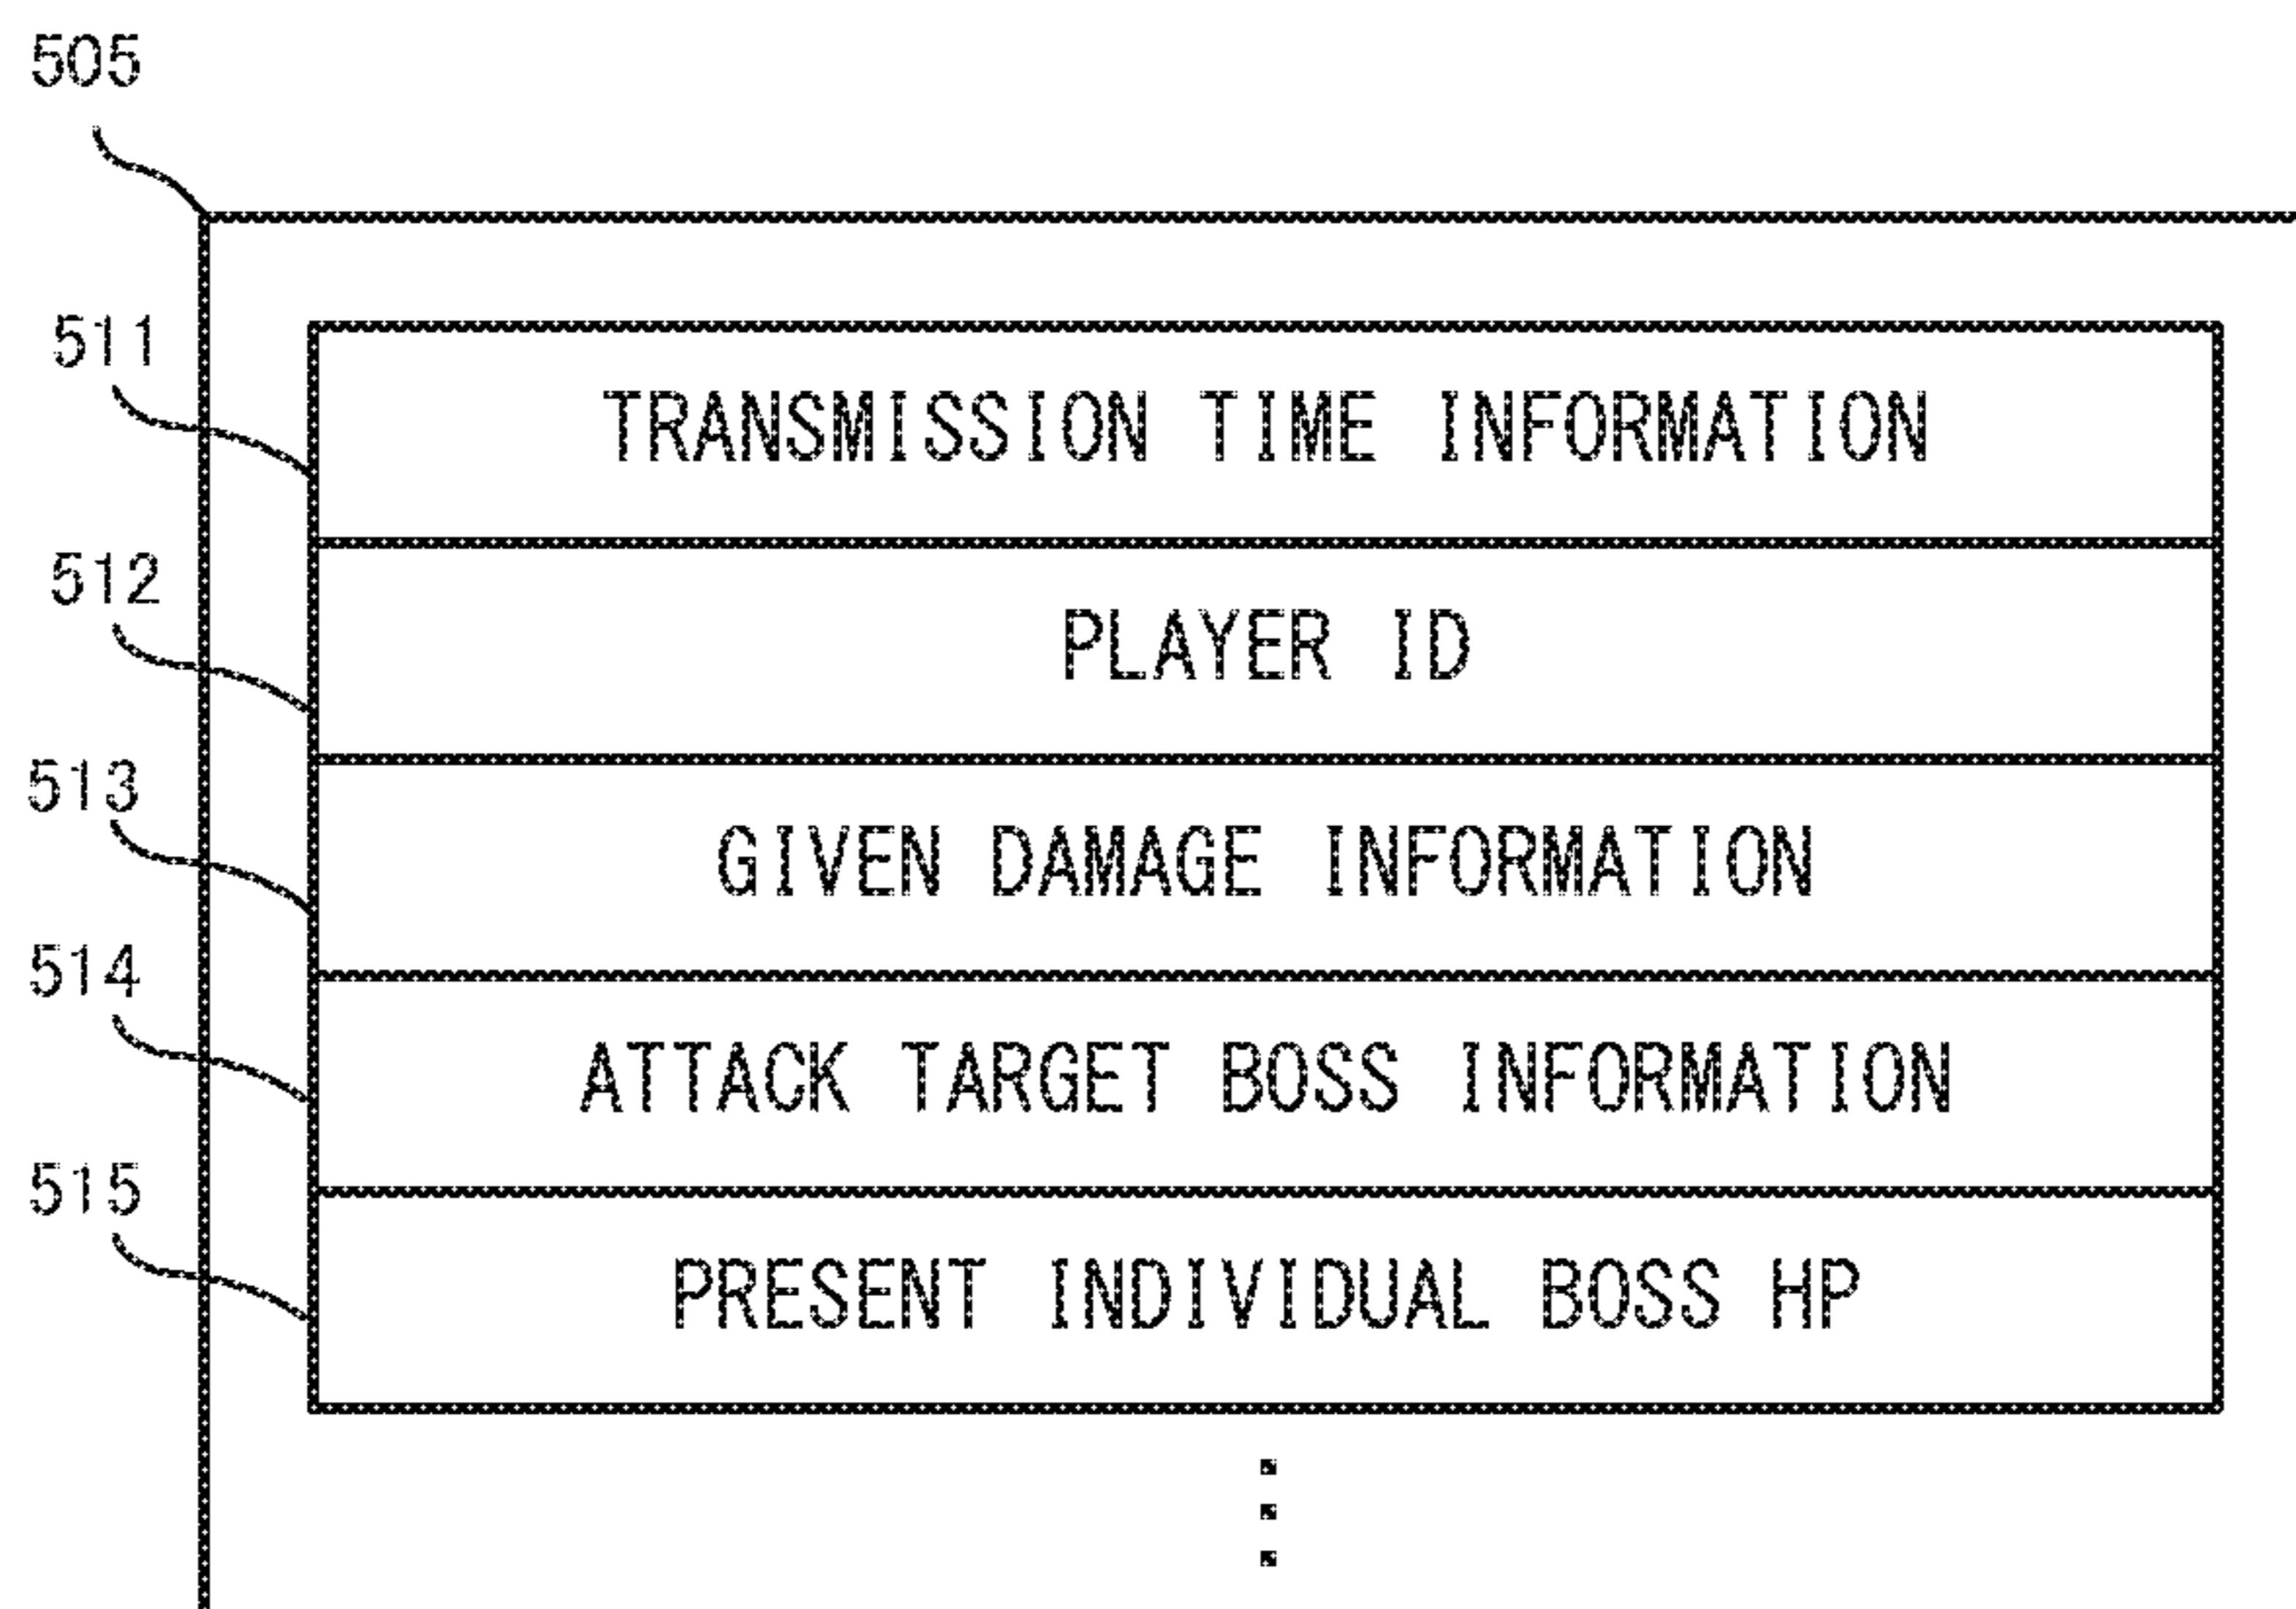 505
511
TRANSMISSION TIME INFORMATION
512
PLAYER ID
513
GIVEN DAMAGE INFORMATION
514
ATTACK TARGET BOSS INFORMATION
515
PRESENT INDIVIDUAL BOSS HP